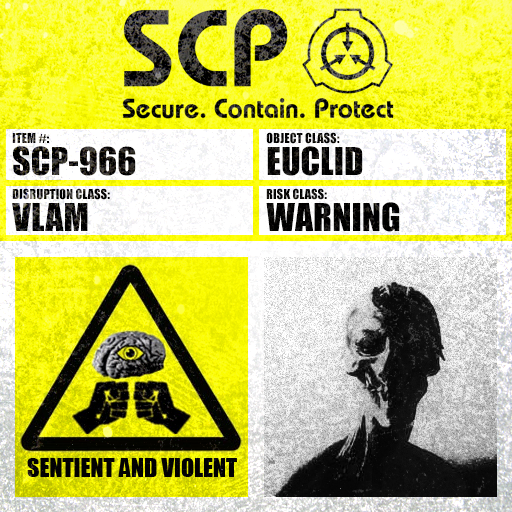 SCP
Secure. Contain. Protect
ITEM #:
SCP-966
OBJECT CLASS:
EUCLID
DISRUPTION CLASS:
VLAM
RISK CLASS:
WARNING
SENTIENT AND VIOLENT